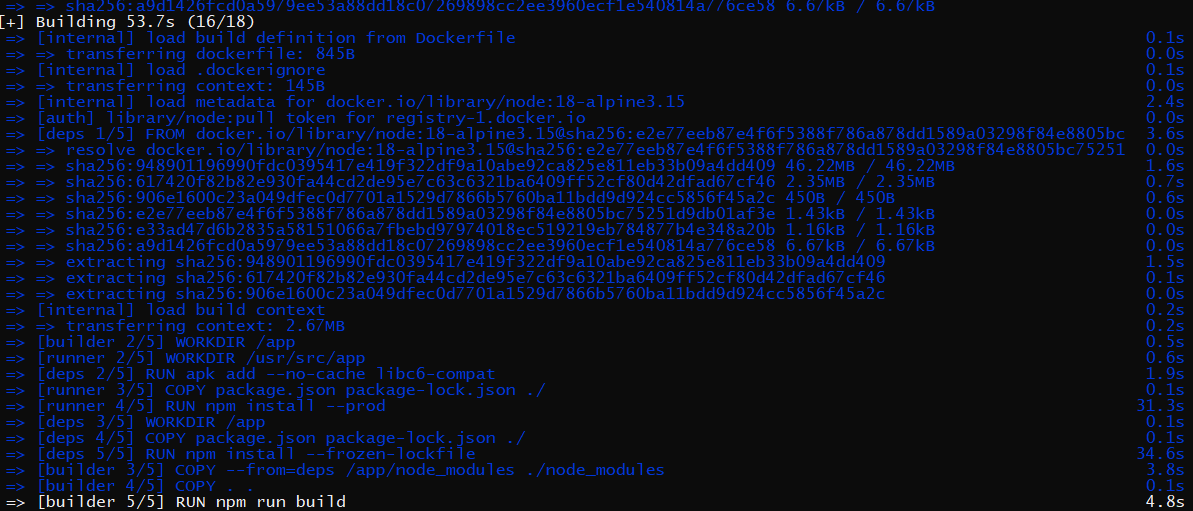 => => sha256:a9d1426fcd0a5979ee53a88dd18c07269898cc2ee3960ecf1e540814a776ce58 6.67kB / 6.67kB
[+] Building 53.7s (16/18)
=> [internal] load build definition from Dockerfile 0.1s
=> => transferring dockerfile: 845B 0.0s
=> [internal] load .dockerignore 0.1s
=> => transferring context: 145B 0.0s
=> [internal] load metadata for docker.io/library/node:18-alpine3.15 2.4s
=> [auth] library/node:pull token for registry-1.docker.io 0.0s
=> [deps 1/5] FROM docker.io/library/node:18-alpine3.15@sha256:e2e77eeb87e4f6f5388f786a878dd1589a03298f84e8805bc 3.6s
=> => resolve docker.io/library/node:18-alpine3.15@sha256:e2e77eeb87e4f6f5388f786a878dd1589a03298f84e8805bc75251 0.0s
=> => sha256:948901196990fdc0395417e419f322df9a10abe92ca825e811eb33b09a4dd409 46.22MB / 46.22MB 1.6s
=> => sha256:617420f82b82e930fa44cd2de95e7c63c6321ba6409ff52cf80d42dfad67cf46 2.35MB / 2.35MB 0.7s
=> => sha256:906e1600c23a049dfec0d7701a1529d7866b5760ba11bdd9d924cc5856f45a2c 450B / 450B 0.6s
=> => sha256:e2e77eeb87e4f6f5388f786a878dd1589a03298f84e8805bc75251d9db01af3e 1.43kB / 1.43kB 0.0s
=> => sha256:e33ad47d6b2835a58151066a7fbebd97974018ec519219eb784877b4e348a20b 1.16kB / 1.16kB 0.0s
=> => sha256:a9d1426fcd0a5979ee53a88dd18c07269898cc2ee3960ecf1e540814a776ce58 6.67kB / 6.67kB 0.0s
=> => extracting sha256:948901196990fdc0395417e419f322df9a10abe92ca825e811eb33b09a4dd409 1.5s
=> => extracting sha256:617420f82b82e930fa44cd2de95e7c63c6321ba6409ff52cf80d42dfad67cf46 0.1s
=> => extracting sha256:906e1600c23a049dfec0d7701a1529d7866b5760ba11bdd9d924cc5856f45a2c 0.0s
=> [internal] load build context 0.2s
=> => transferring context: 2.67MB 0.2s
=> [builder 2/5] WORKDIR /app 0.5s
=> [runner 2/5] WORKDIR /usr/src/app 0.6s
=> [deps 2/5] RUN apk add --no-cache libc6-compat 1.9s
=> [runner 3/5] COPY package.json package-lock.json ./ 0.1s
=> [runner 4/5] RUN npm install --prod 31.3s
=> [deps 3/5] WORKDIR /app 0.1s
=> [deps 4/5] COPY package.json package-lock.json ./ 0.1s
=> [deps 5/5] RUN npm install --frozen-lockfile 34.6s
=> [builder 3/5] COPY --from=deps /app/node_modules ./node_modules 3.8s
=> [builder 4/5] COPY . . 0.1s
=> [builder 5/5] RUN npm run build 4.8s